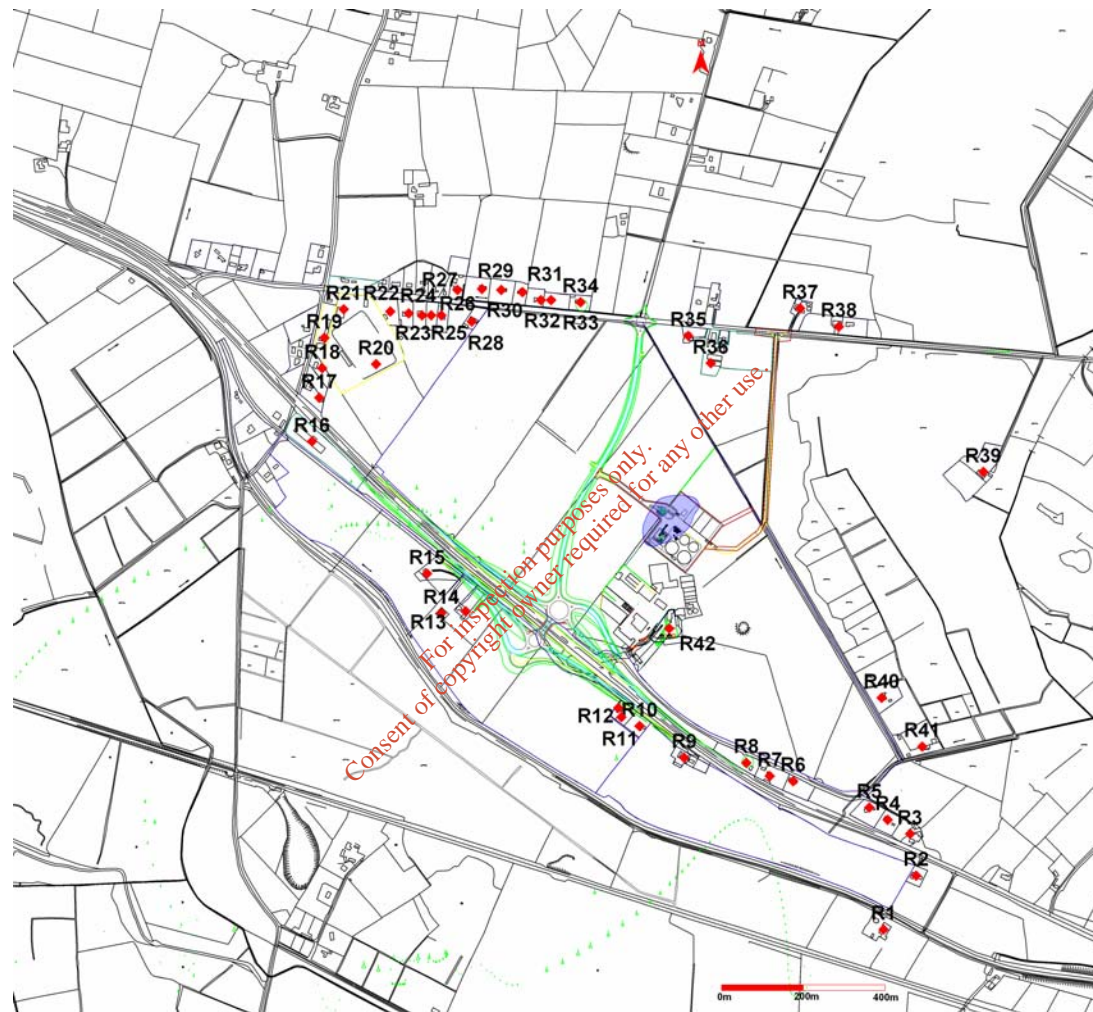 R37
R38
R27
R29
R31
R34
R21
R22
R24
R26
R30
R32
R33
R23
R25
R28
R35
R36
R19
R18
R20
R17
R16
R39
R15
R14
R13
R42
R40
R41
R12
R10
R11
R9
R8
R7
R6
R5
R4
R3
R2
R1
For inspection purposes only.
Consent of copyright owner required for any other use.
0m 200m 400m